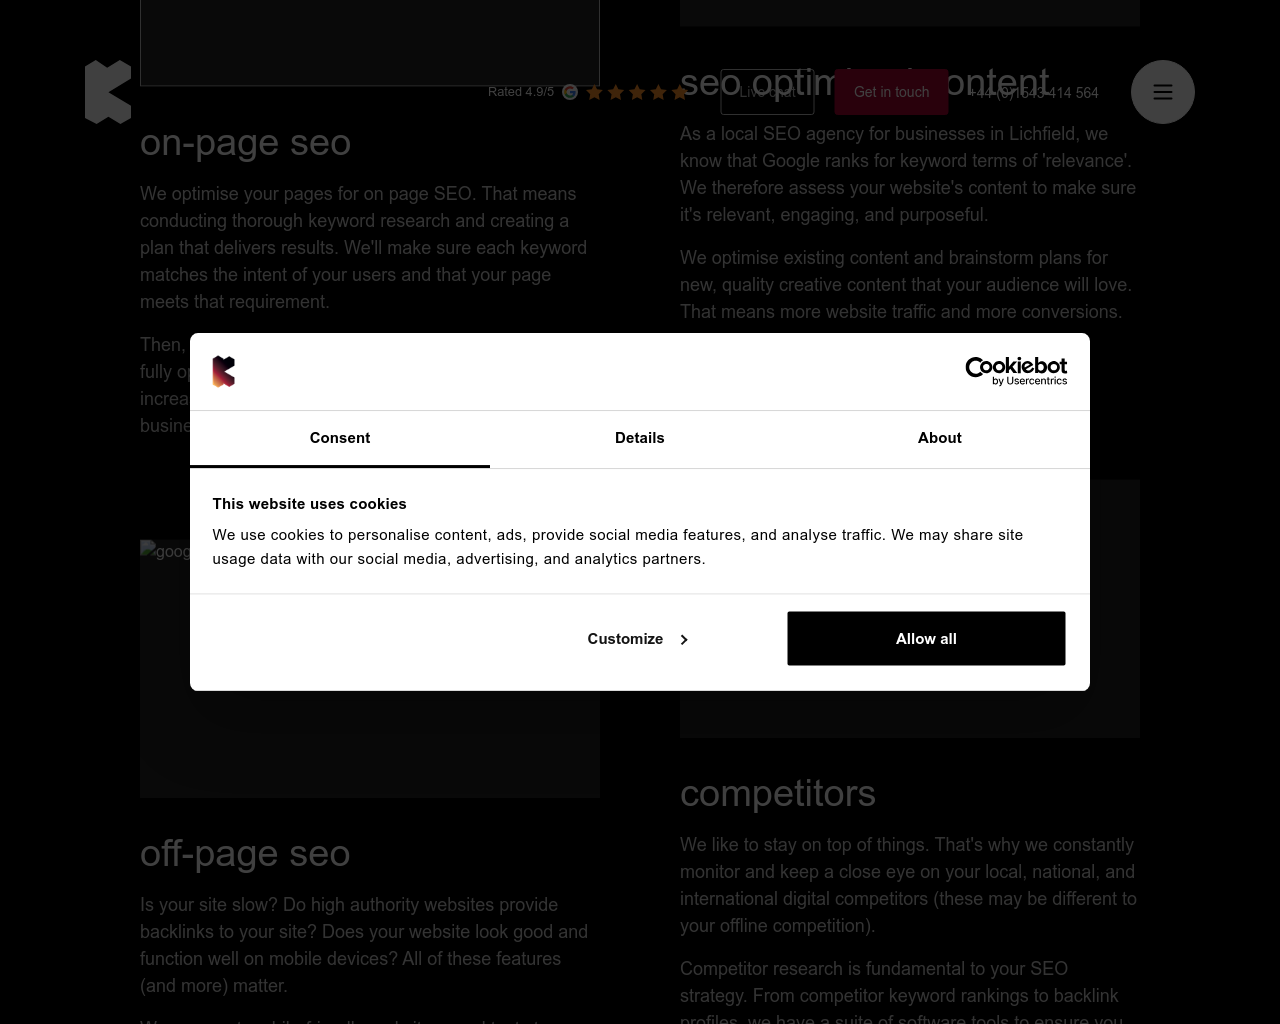 Rated 4.9/5
Live chat
Get in touch
+44 (0)1543 414 564
on-page seo
We optimise your pages for on page SEO. That means
conducting thorough keyword research and creating a
plan that delivers results. We'll make sure each keyword
matches the intent of your users and that your page
meets that requirement.
Then,
fully
busine
seo optimised content
As a local SEO agency for businesses in Lichfield, we
know that Google ranks for keyword terms of 'relevance'.
We therefore assess your website's content to make sure
it's relevant, engaging, and purposeful.
We optimise existing content and brainstorm plans for
new, quality creative content that your audience will love.
That means more website traffic and more conversions.
Cookiebot
by Usercentrics
Consent
Details
About
This website uses cookies
We use cookies to personalise content, ads, provide social media features, and analyse traffic. We may share site
usage data with our social media, advertising, and analytics partners.
Customize
Allow all
off-page seo
Is your site slow? Do high authority websites provide
backlinks to your site? Does your website look good and
function well on mobile devices? All of these features
(and more) matter.
competitors
We like to stay on top of things. That's why we constantly
monitor and keep a close eye on your local, national, and
international digital competitors (these may be different to
your offline competition).
Competitor research is fundamental to your SEO
strategy. From competitor keyword rankings to backlink
profiles, we have a suite of software tools to ensure you